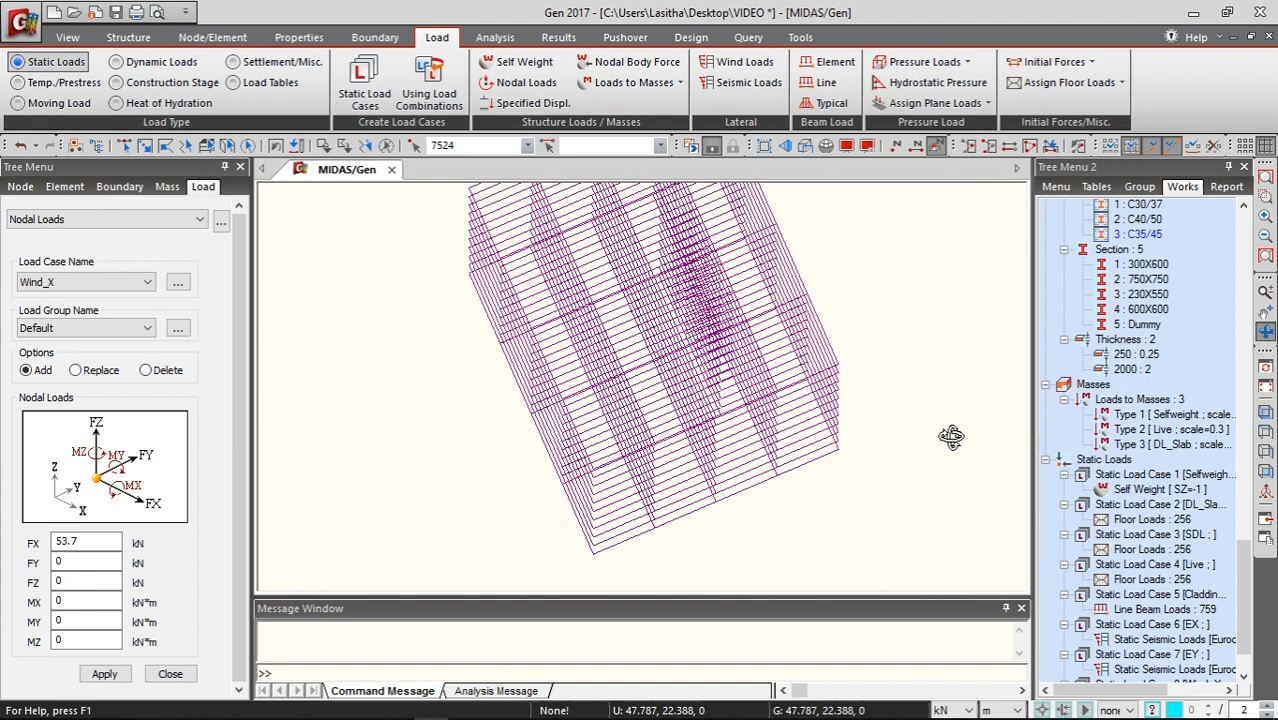 Gen 2017 - [C:\Users\Lasitha\Desktop\VIDEO *] - [MIDAS/Gen]
View Structure Node/Element Properties Boundary Load Analysis Results Pushover Design Query Tools Help
Static Loads Dynamic Loads Settlement/Misc.
Temp./Prestress Construction Stage Load Tables
Moving Load Heat of Hydration
Load Type
Static Load Cases
Using Load Combinations
Create Load Cases
Self Weight Nodal Body Force
Nodal Loads Loads to Masses
Specified Displ.
Structure Loads / Masses
Wind Loads
Seismic Loads
Lateral
Element
Line
Typical
Beam Load
Pressure Loads
Hydrostatic Pressure
Assign Plane Loads
Pressure Load
Initial Forces
Assign Floor Loads
Initial Forces/Misc.
7524
Tree Menu
Node Element Boundary Mass Load
Nodal Loads
...
Load Case Name
Wind_X
...
Load Group Name
Default
...
Options
Add Replace Delete
Nodal Loads
FZ
MZ MY FY
Z Y X
MX
FX
FX 53.7 kN
FY 0 kN
FZ 0 kN
MX 0 kN*m
MY 0 kN*m
MZ 0 kN*m
Apply Close
MIDAS/Gen
Message Window
>>
Command Message Analysis Message
Tree Menu 2
Menu Tables Group Works Report
1 : C30/37
2 : C40/50
3 : C35/45
Section : 5
1 : 300X600
2 : 750X750
3 : 230X550
4 : 600X600
5 : Dummy
Thickness : 2
250 : 0.25
2000 : 2
Masses
Loads to Masses : 3
Type 1 [ Selfweight ; scale...
Type 2 [ Live ; scale=0.3 ]
Type 3 [ DL_Slab ; scale...
Static Loads
Static Load Case 1 [Selfweigh
Self Weight [ SZ=-1 ]
Static Load Case 2 [DL_Sla...
Floor Loads : 256
Static Load Case 3 [SDL ; ]
Floor Loads : 256
Static Load Case 4 [Live ; ]
Floor Loads : 256
Static Load Case 5 [Claddin
Line Beam Loads : 759
Static Load Case 6 [EX ; ]
Static Seismic Loads [Euroc
Static Load Case 7 [EY ; ]
Static Seismic Loads [Euroc
For Help, press F1
None! U: 47.787, 22.388, 0 G: 47.787, 22.388, 0 kN m none 0 / 2